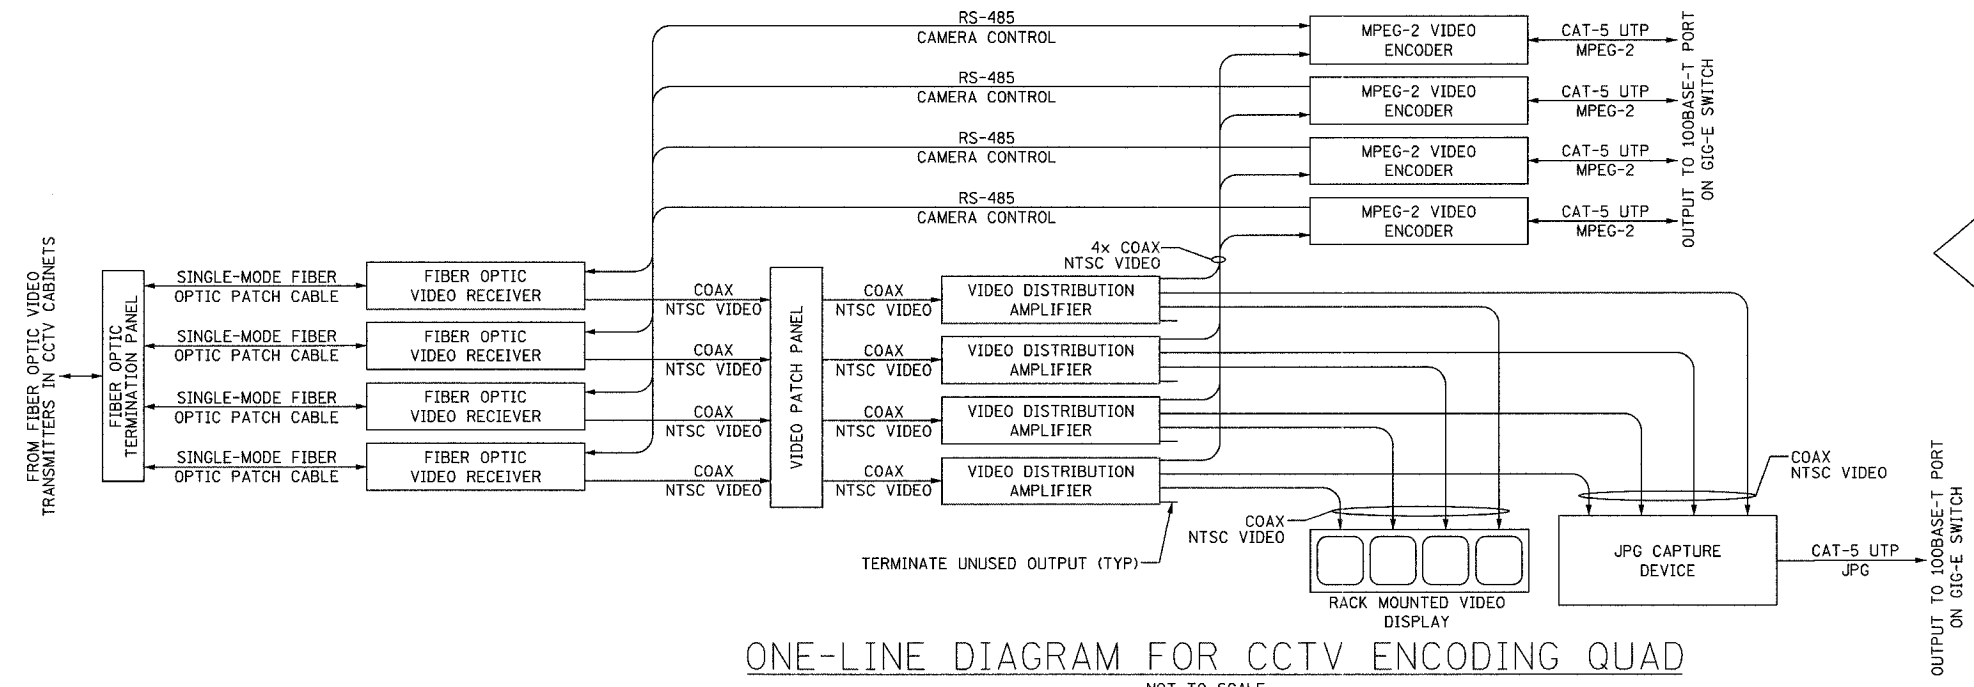 RS-485
CAMERA CONTROL
RS-485
CAMERA CONTROL
RS-485
CAMERA CONTROL
RS-485
CAMERA CONTROL
MPEG-2 VIDEO
ENCODER
MPEG-2 VIDEO
ENCODER
MPEG-2 VIDEO
ENCODER
MPEG-2 VIDEO
ENCODER
CAT-5 UTP
MPEG-2
CAT-5 UTP
MPEG-2
CAT-5 UTP
MPEG-2
CAT-5 UTP
MPEG-2
OUTPUT TO 100BASE-T PORT
ON GIG-E SWITCH
FROM FIBER OPTIC VIDEO
TRANSMITTERS IN CCTV CABINETS
FIBER OPTIC
TERMINATION PANEL
SINGLE-MODE FIBER
OPTIC PATCH CABLE
SINGLE-MODE FIBER
OPTIC PATCH CABLE
SINGLE-MODE FIBER
OPTIC PATCH CABLE
SINGLE-MODE FIBER
OPTIC PATCH CABLE
FIBER OPTIC
VIDEO RECEIVER
FIBER OPTIC
VIDEO RECEIVER
FIBER OPTIC
VIDEO RECIEVER
FIBER OPTIC
VIDEO RECEIVER
COAX
NTSC VIDEO
COAX
NTSC VIDEO
COAX
NTSC VIDEO
COAX
NTSC VIDEO
VIDEO PATCH PANEL
COAX
NTSC VIDEO
COAX
NTSC VIDEO
COAX
NTSC VIDEO
COAX
NTSC VIDEO
VIDEO DISTRIBUTION
AMPLIFIER
VIDEO DISTRIBUTION
AMPLIFIER
VIDEO DISTRIBUTION
AMPLIFIER
VIDEO DISTRIBUTION
AMPLIFIER
4x COAX
NTSC VIDEO
TERMINATE UNUSED OUTPUT (TYP)
COAX
NTSC VIDEO
RACK MOUNTED VIDEO
DISPLAY
COAX
NTSC VIDEO
JPG CAPTURE
DEVICE
CAT-5 UTP
JPG
OUTPUT TO 100BASE-T PORT
ON GIG-E SWITCH
ONE-LINE DIAGRAM FOR CCTV ENCODING QUAD
NOT TO SCALE